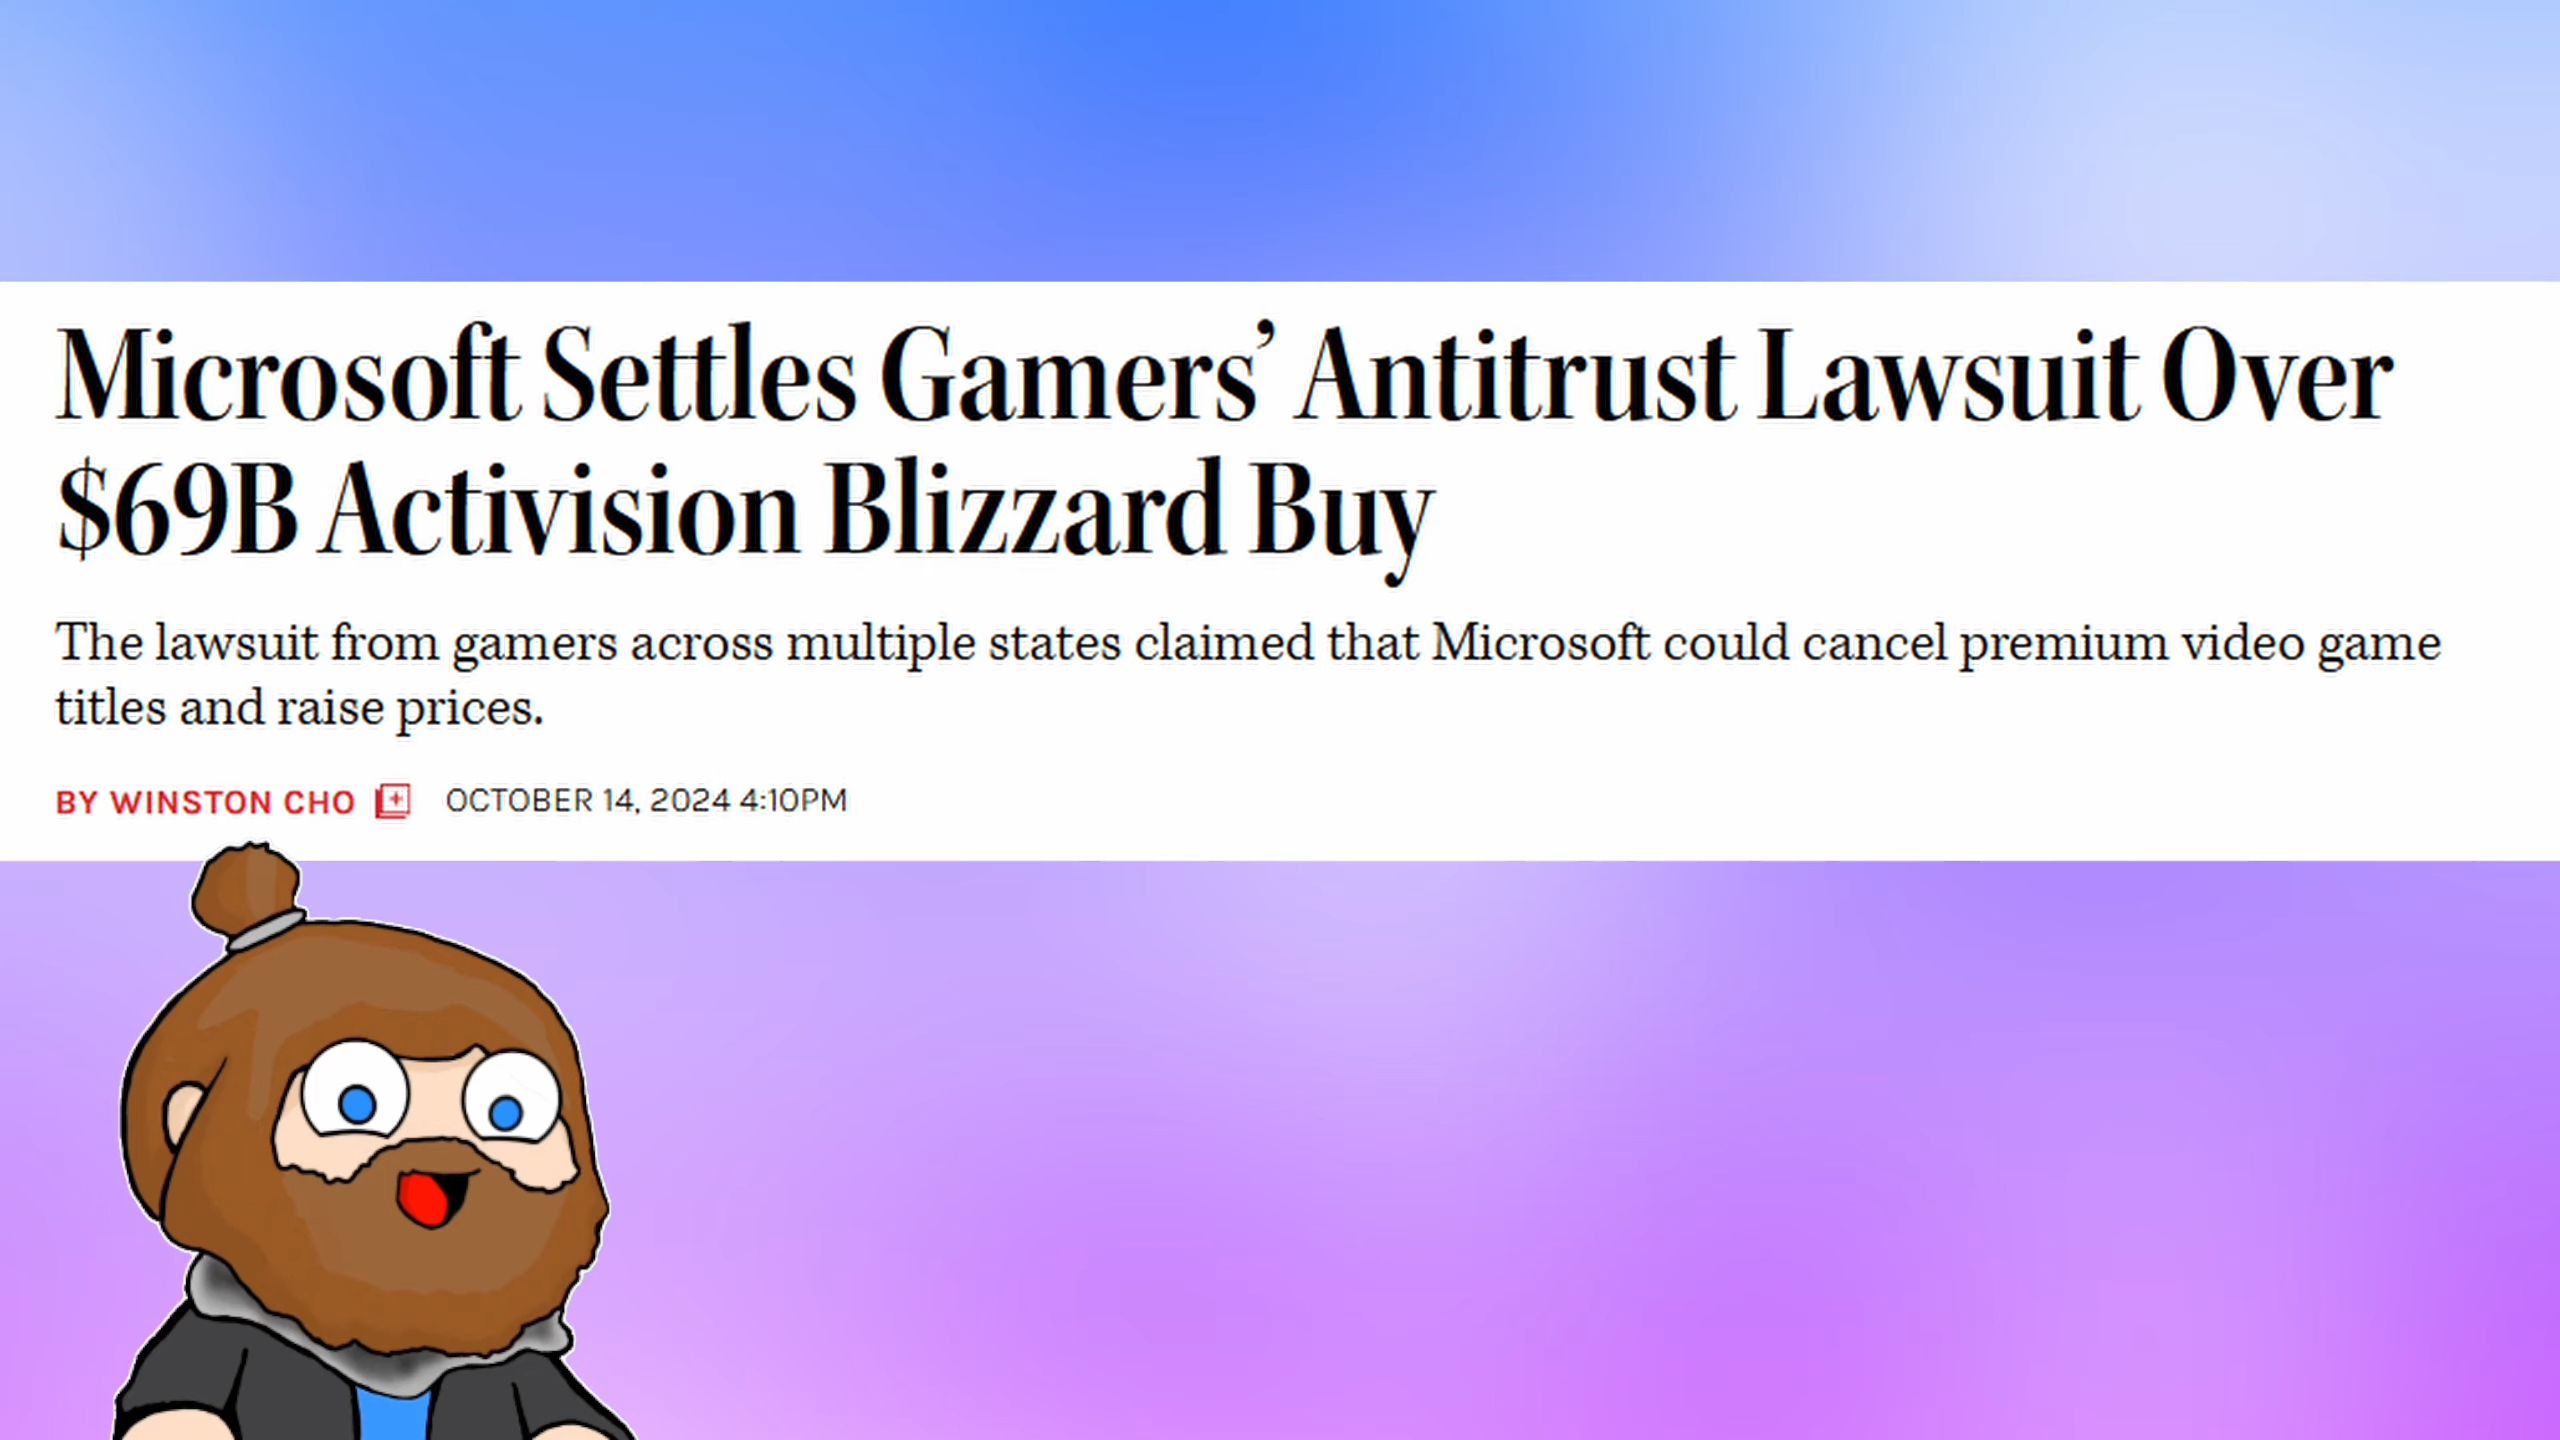 Microsoft Settles Gamers’ Antitrust Lawsuit Over
$69B Activision Blizzard Buy
The lawsuit from gamers across multiple states claimed that Microsoft could cancel premium video game
titles and raise prices.
BY WINSTON CHO OCTOBER 14, 2024 4:10PM